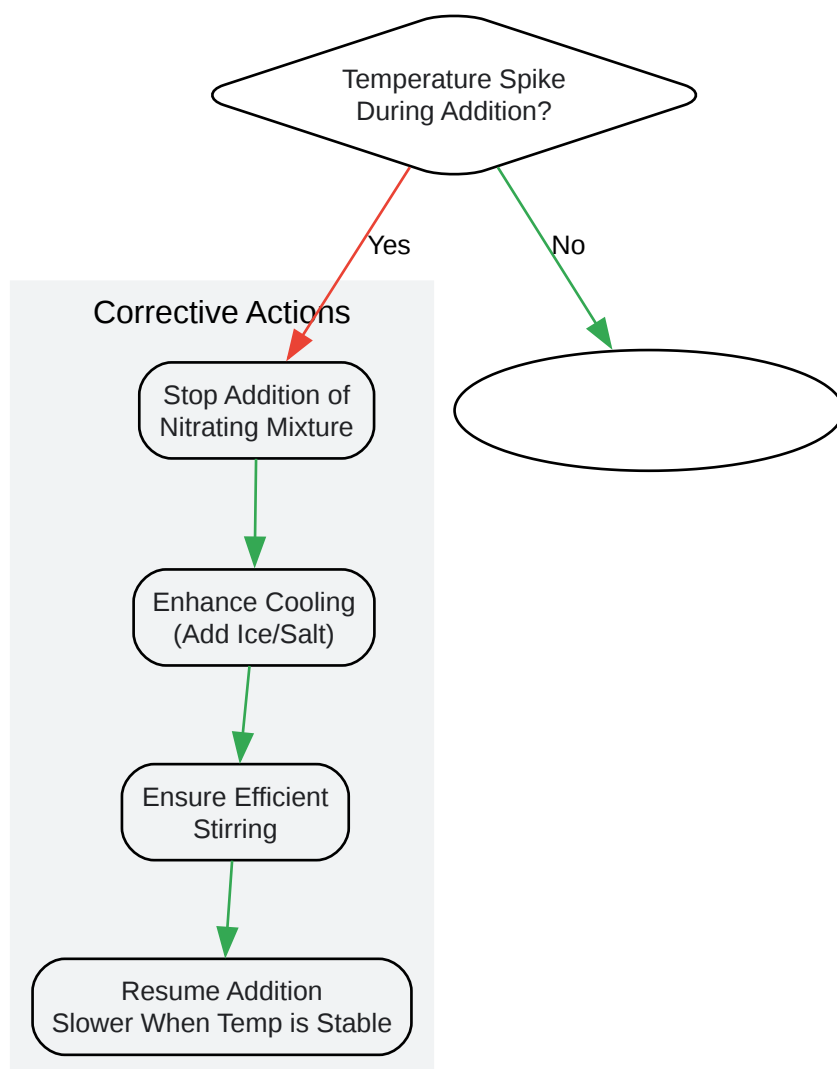 Temperature Spike
During Addition?
Yes
No
Corrective Actions
Stop Addition of
Nitrating Mixture
Enhance Cooling
(Add Ice/Salt)
Ensure Efficient
Stirring
Resume Addition
Slower When Temp is Stable